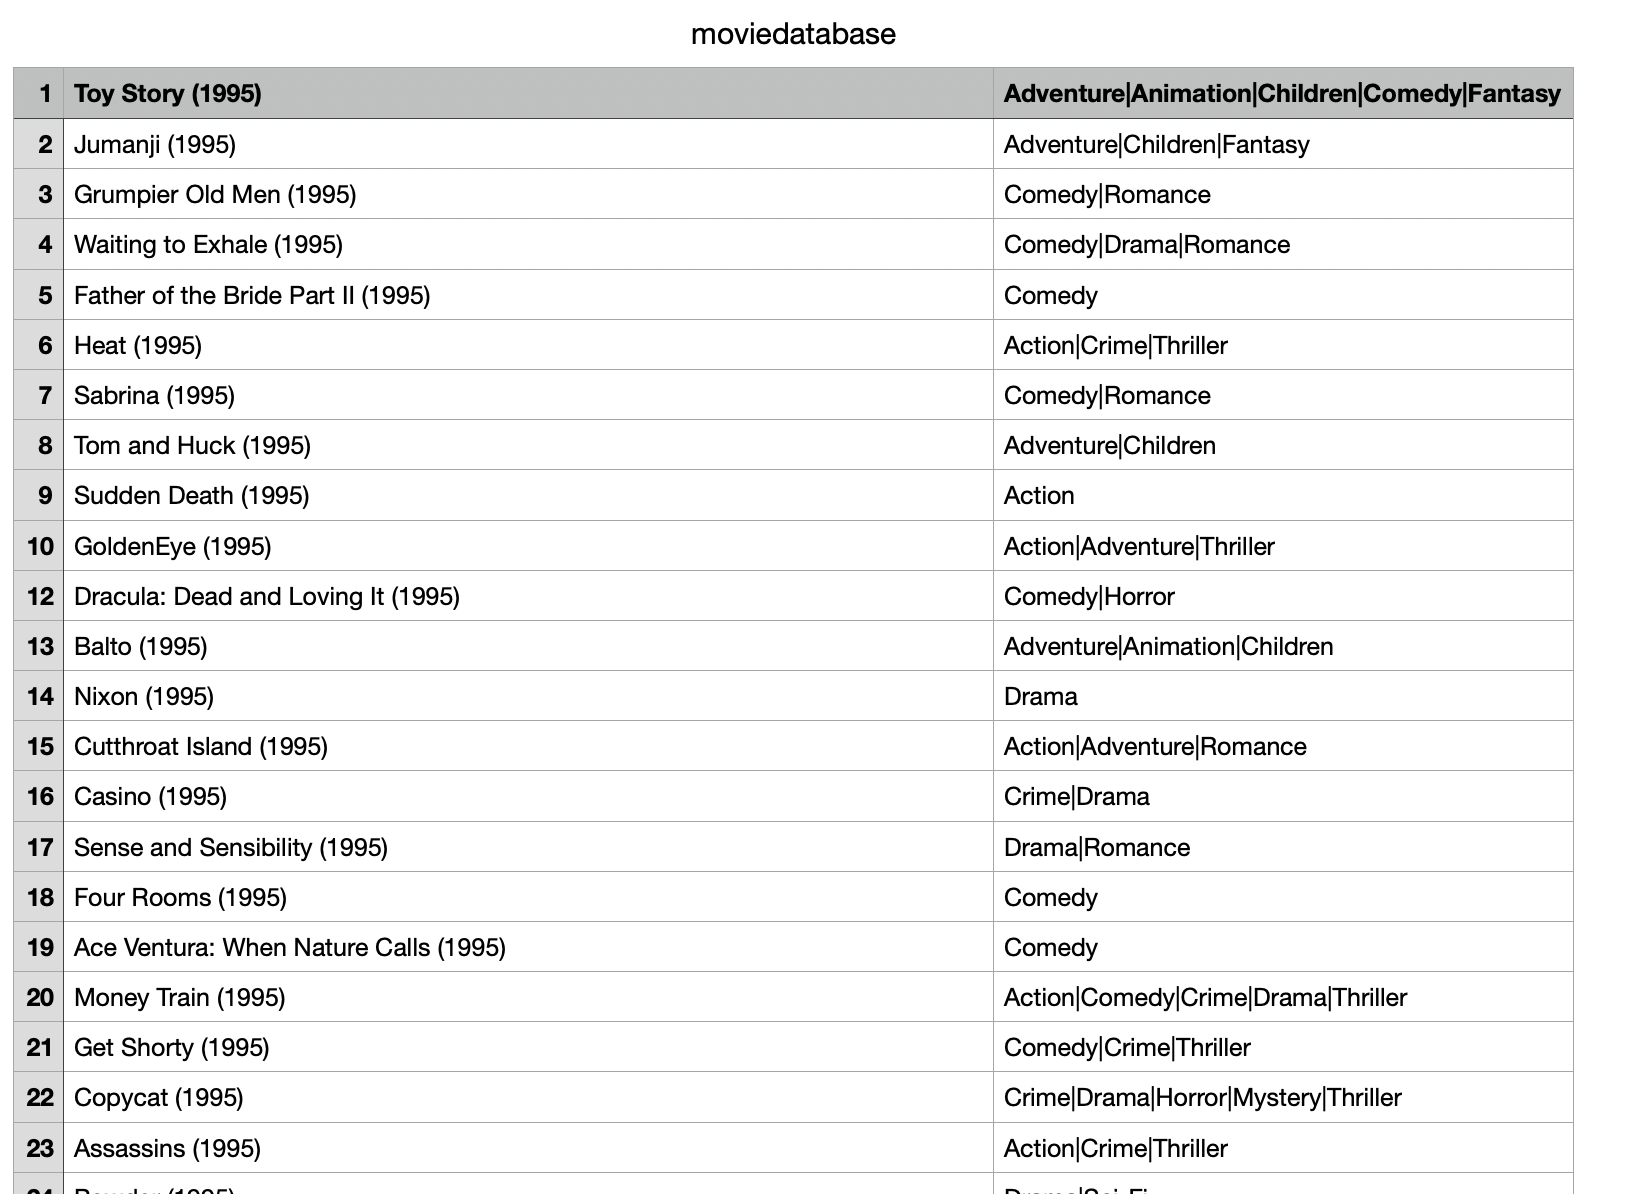 moviedatabase
1 Toy Story (1995) Adventure|Animation|Children|Comedy|Fantasy
2 Jumanji (1995) Adventure|Children|Fantasy
3 Grumpier Old Men (1995) Comedy|Romance
4 Waiting to Exhale (1995) Comedy|Drama|Romance
5 Father of the Bride Part II (1995) Comedy
6 Heat (1995) Action|Crime|Thriller
7 Sabrina (1995) Comedy|Romance
8 Tom and Huck (1995) Adventure|Children
9 Sudden Death (1995) Action
10 GoldenEye (1995) Action|Adventure|Thriller
12 Dracula: Dead and Loving It (1995) Comedy|Horror
13 Balto (1995) Adventure|Animation|Children
14 Nixon (1995) Drama
15 Cutthroat Island (1995) Action|Adventure|Romance
16 Casino (1995) Crime|Drama
17 Sense and Sensibility (1995) Drama|Romance
18 Four Rooms (1995) Comedy
19 Ace Ventura: When Nature Calls (1995) Comedy
20 Money Train (1995) Action|Comedy|Crime|Drama|Thriller
21 Get Shorty (1995) Comedy|Crime|Thriller
22 Copycat (1995) Crime|Drama|Horror|Mystery|Thriller
23 Assassins (1995) Action|Crime|Thriller